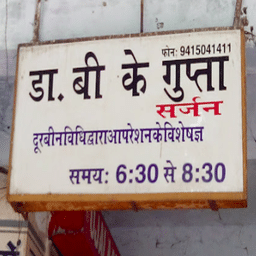 फोन: 9415041411
डा. बी के गुप्ता
सर्जन
दूरबीनविधिद्वाराआपरेशनकेविशेषज्ञ
समय: 6:30 से 8:30